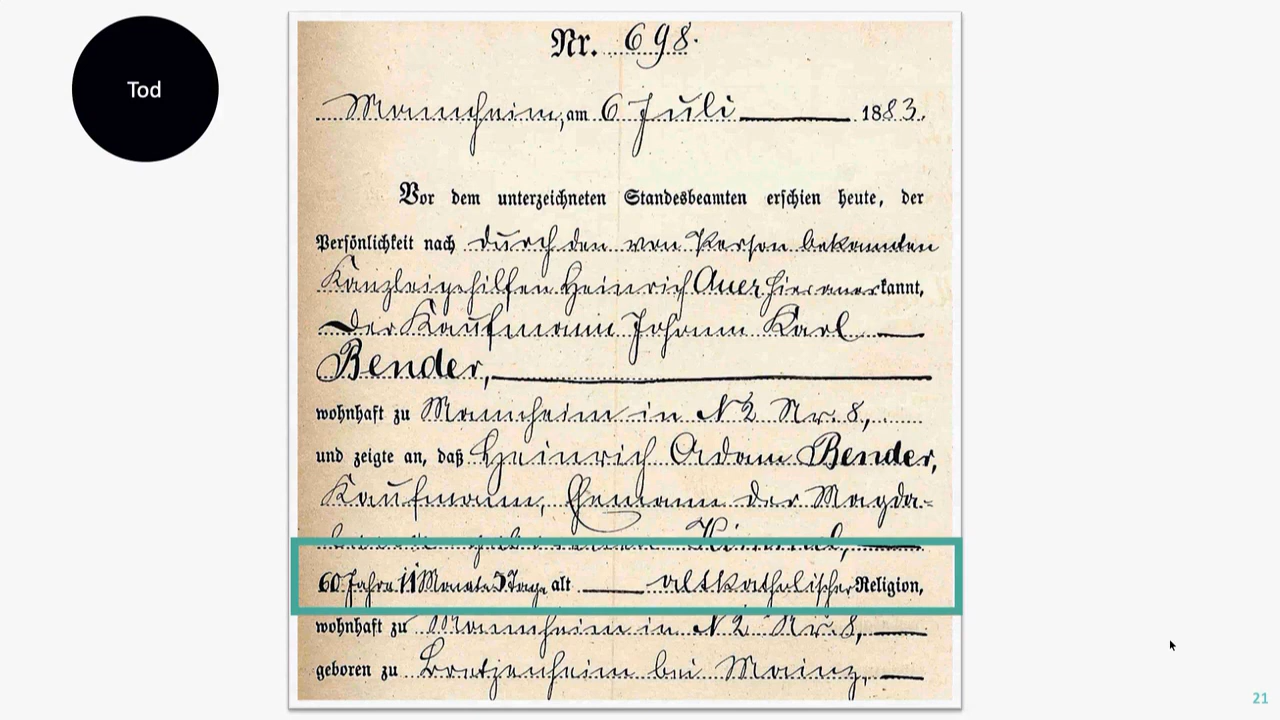 Tod
Nr. 698.
Mannheim, am 6 Juli 1883.
Vor dem unterzeichneten Standesbeamten erschien heute, der
Persönlichkeit nach durch den von Person bekannten
Kanzleigehilfen Heinrich Auer hier anerkannt,
der Kaufmann Johann Karl
Bender,
wohnhaft zu Mannheim in N 2 Nr. 8,
und zeigte an, daß Heinrich Adam Bender,
Kaufmann, Ehemann der Magda-
60 Jahre 11 Monate 5 Tage alt altkatholischer Religion,
wohnhaft zu Mannheim in N 2 Nr. 8,
geboren zu Bretzenheim bei Mainz,
21